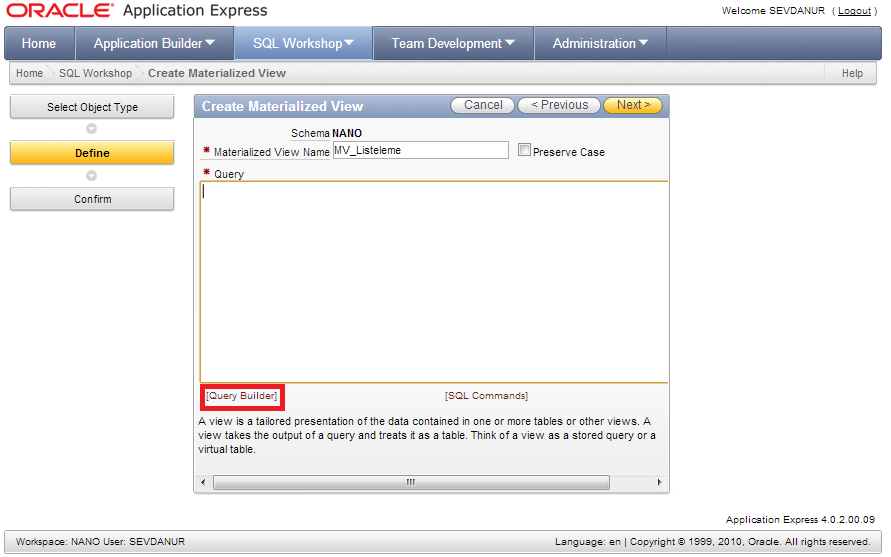 ORACLE® Application Express
Welcome SEVDANUR ( Logout )
Home Application Builder SQL Workshop Team Development Administration
Home SQL Workshop Create Materialized View Help
Select Object Type
Define
Confirm
Create Materialized View Cancel < Previous Next >
Schema NANO
* Materialized View Name MV_Listeleme Preserve Case
* Query
[Query Builder] [SQL Commands]
A view is a tailored presentation of the data contained in one or more tables or other views. A
view takes the output of a query and treats it as a table. Think of a view as a stored query or a
virtual table.
Application Express 4.0.2.00.09
Workspace: NANO User: SEVDANUR Language: en | Copyright © 1999, 2010, Oracle. All rights reserved.